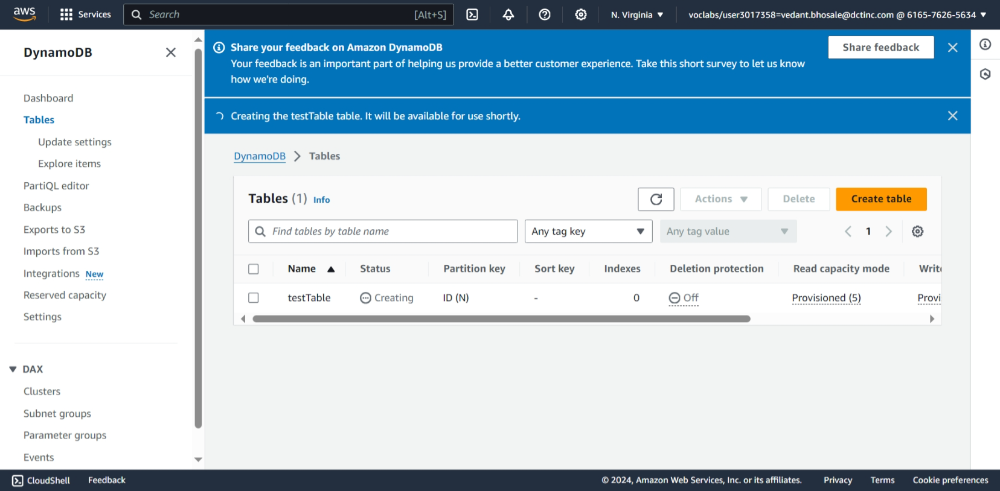 aws
Services
Search
[Alt+S]
N. Virginia
voclabs/user3017358=vedant.bhosale@dctinc.com @ 6165-7626-5634
DynamoDB
Dashboard
Tables
Update settings
Explore items
PartiQL editor
Backups
Exports to S3
Imports from S3
Integrations New
Reserved capacity
Settings
DAX
Clusters
Subnet groups
Parameter groups
Events
Share your feedback on Amazon DynamoDB
Your feedback is an important part of helping us provide a better customer experience. Take this short survey to let us know
how we're doing.
Share feedback
Creating the testTable table. It will be available for use shortly.
DynamoDB > Tables
Tables (1) Info
Actions
Delete
Create table
Find tables by table name
Any tag key
Any tag value
1
Name Status Partition key Sort key Indexes Deletion protection Read capacity mode Write
testTable Creating ID (N) - 0 Off Provisioned (5) Provi
CloudShell
Feedback
© 2024, Amazon Web Services, Inc. or its affiliates.
Privacy
Terms
Cookie preferences